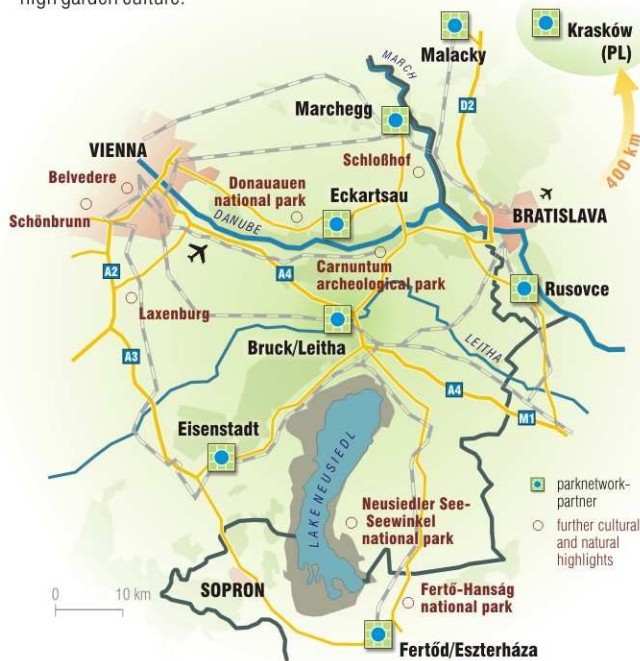 high garden culture.
Krasków
(PL)
Malacky
MARCH
D2
400 km
Marchegg
VIENNA
Schloßhof
Belvedere
Donauauen
national park
Eckartsau
Schönbrunn
DANUBE
BRATISLAVA
A2
A4
Carnuntum
archeological park
Rusovce
Laxenburg
LEITHA
Bruck/Leitha
A3
A4
M1
Eisenstadt
LAKE NEUSIEDL
parknetwork-
partner
Neusiedler See-
Seewinkel
national park
further cultural
and natural
highlights
SOPRON
0 10 km
Fertő-Hanság
national park
Fertőd/Eszterháza